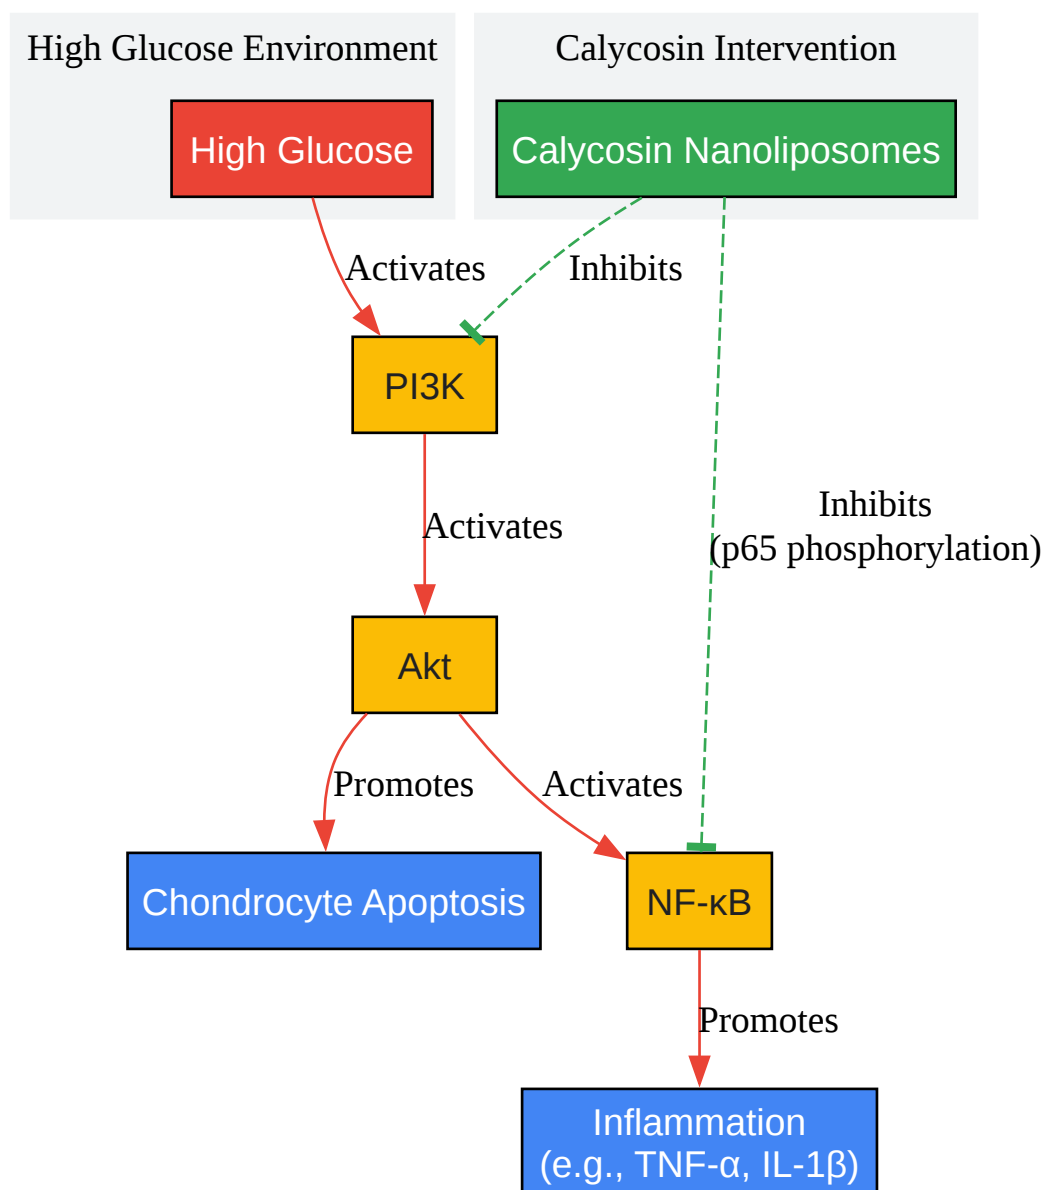 High Glucose Environment
Calycosin Intervention
High Glucose
Calycosin Nanoliposomes
Activates
Inhibits
PI3K
Activates
Inhibits
(p65 phosphorylation)
Akt
Promotes
Activates
Chondrocyte Apoptosis
NF-κB
Promotes
Inflammation
(e.g., TNF-α, IL-1β)